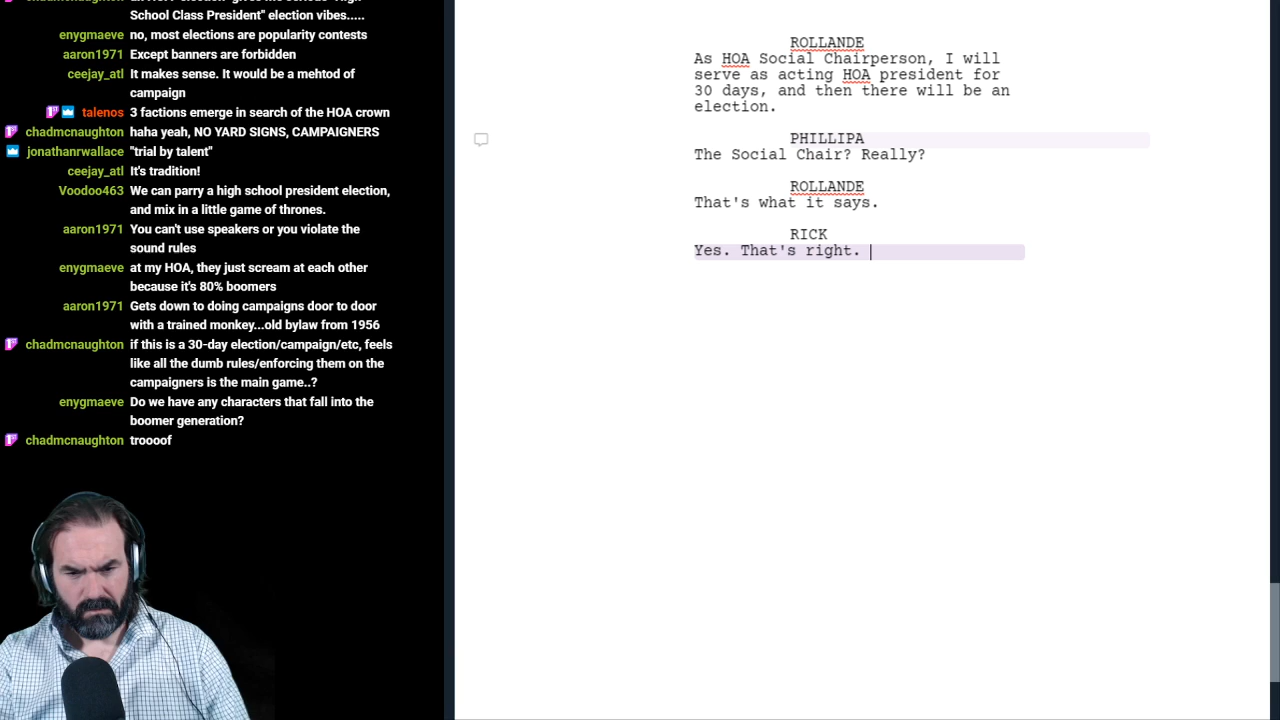 School Class President" election vibes.....
enygmaeve no, most elections are popularity contests
aaron1971 Except banners are forbidden
ceejay_atl It makes sense. It would be a mehtod of
campaign
talenos 3 factions emerge in search of the HOA crown
chadmcnaughton haha yeah, NO YARD SIGNS, CAMPAIGNERS
jonathanrwallace "trial by talent"
ceejay_atl It's tradition!
Voodoo463 We can parry a high school president election,
and mix in a little game of thrones.
aaron1971 You can't use speakers or you violate the
sound rules
enygmaeve at my HOA, they just scream at each other
because it's 80% boomers
aaron1971 Gets down to doing campaigns door to door
with a trained monkey...old bylaw from 1956
chadmcnaughton if this is a 30-day election/campaign/etc, feels
like all the dumb rules/enforcing them on the
campaigners is the main game..?
enygmaeve Do we have any characters that fall into the
boomer generation?
chadmcnaughton troooof
ROLLANDE
As HOA Social Chairperson, I will
serve as acting HOA president for
30 days, and then there will be an
election.
PHILLIPA
The Social Chair? Really?
ROLLANDE
That's what it says.
RICK
Yes. That's right.